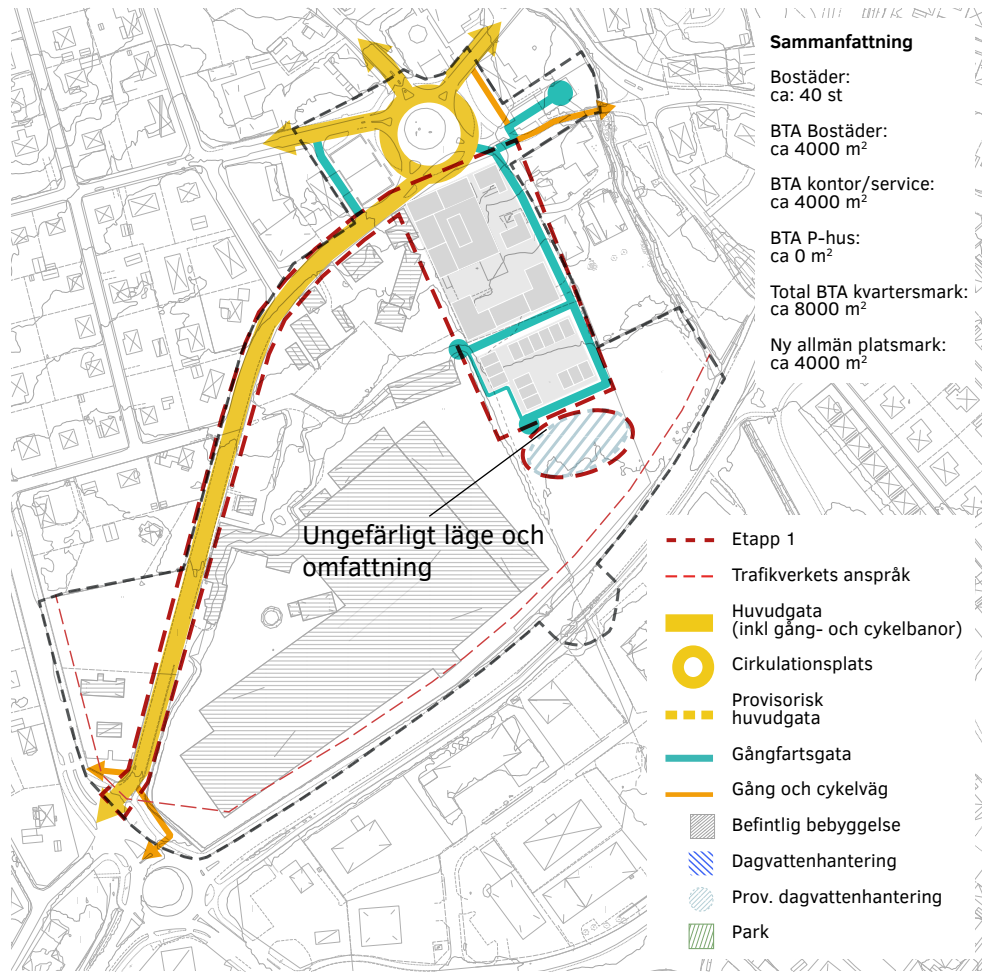 Sammanfattning
Bostäder:
ca: 40 st
BTA Bostäder:
ca 4000 m²
BTA kontor/service:
ca 4000 m²
BTA P-hus:
ca 0 m²
Total BTA kvartersmark:
ca 8000 m²
Ny allmän platsmark:
ca 4000 m²
Ungefärligt läge och
omfattning
Etapp 1
Trafikverkets anspråk
Huvudgata
(inkl gång- och cykelbanor)
Cirkulationsplats
Provisorisk
huvudgata
Gångfartsgata
Gång och cykelväg
Befintlig bebyggelse
Dagvattenhantering
Prov. dagvattenhantering
Park